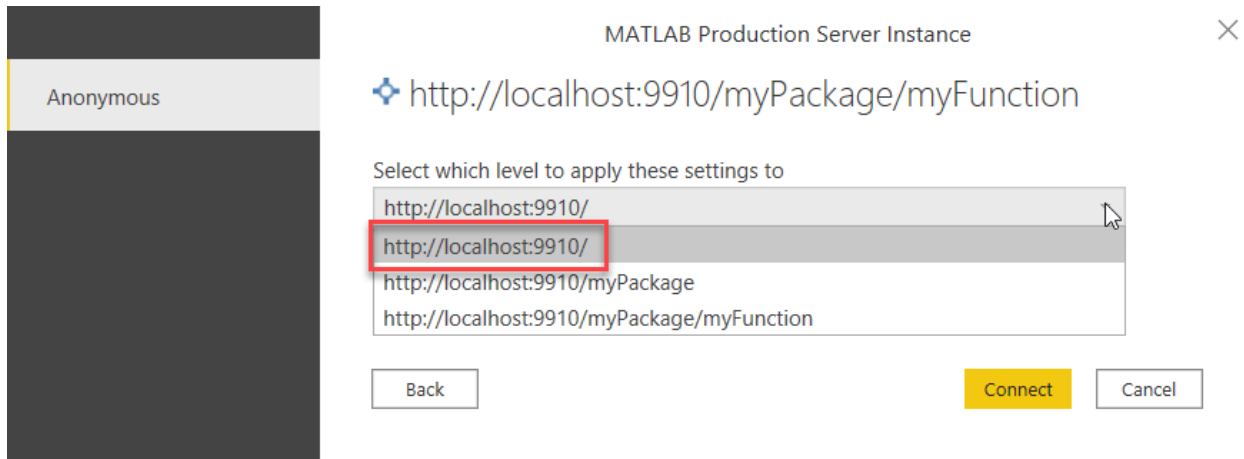 MATLAB Production Server Instance
Anonymous
http://localhost:9910/myPackage/myFunction
Select which level to apply these settings to
http://localhost:9910/
http://localhost:9910/
http://localhost:9910/myPackage
http://localhost:9910/myPackage/myFunction
Back
Connect
Cancel